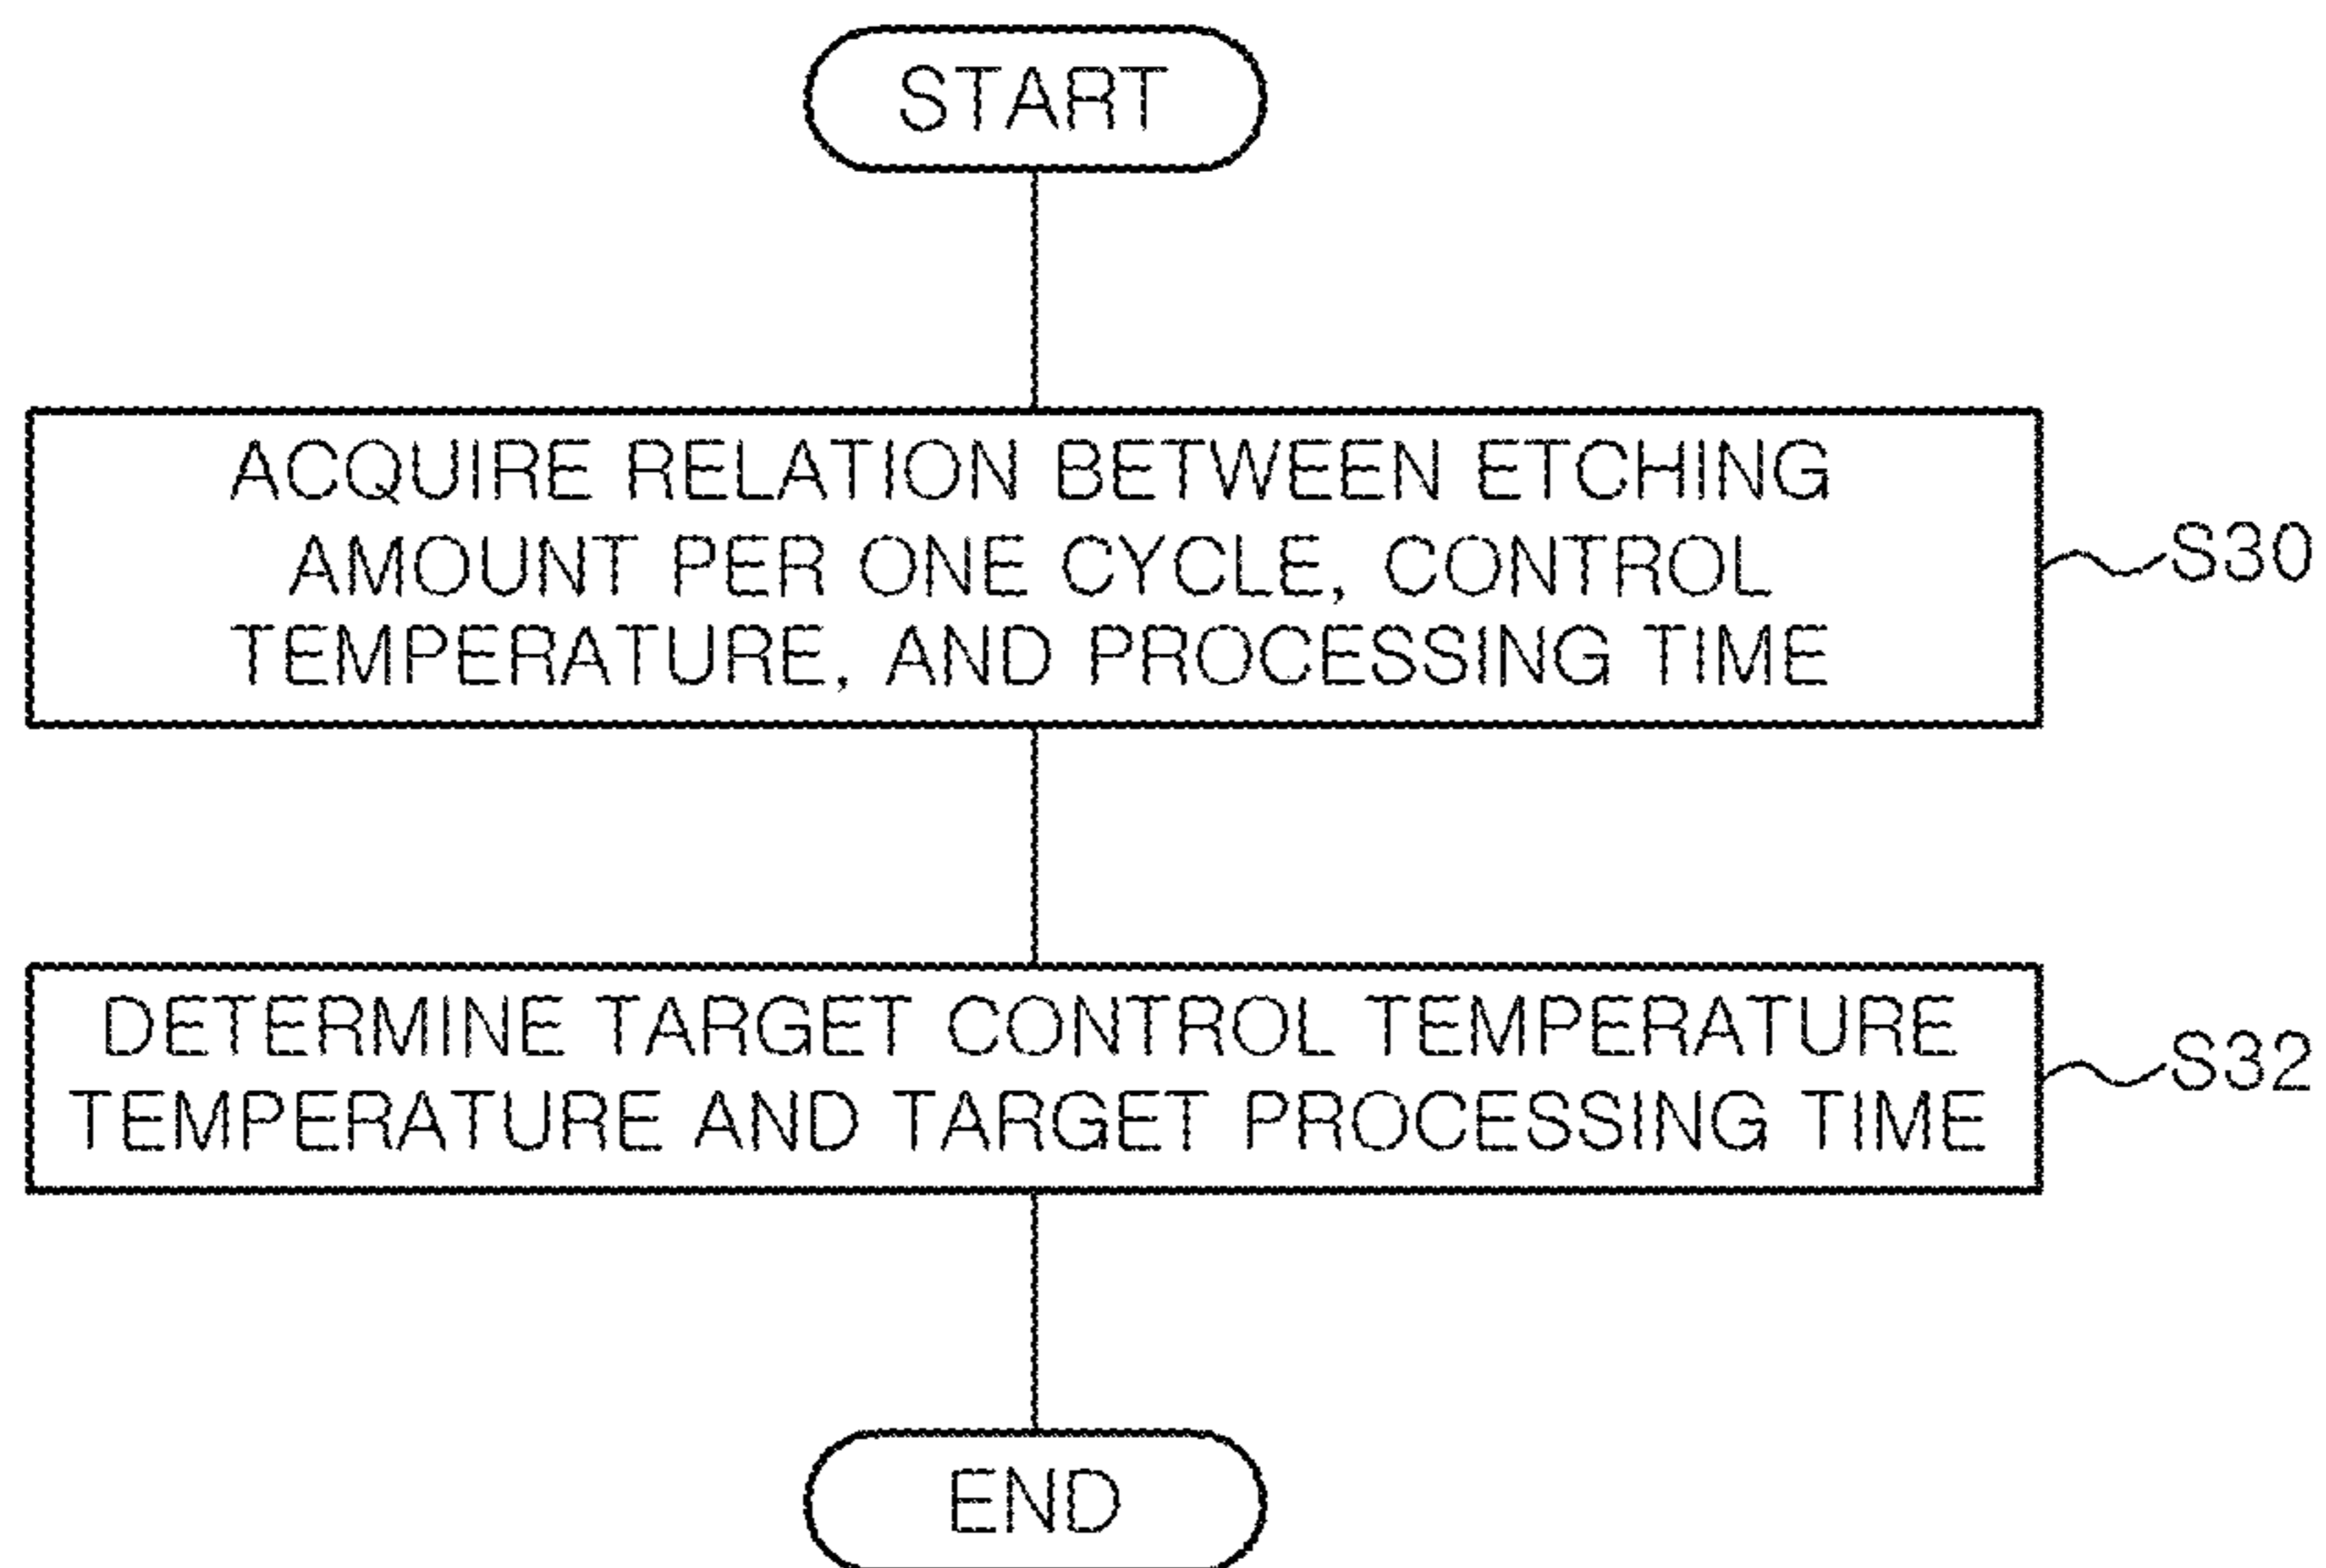 START
ACQUIRE RELATION BETWEEN ETCHING
AMOUNT PER ONE CYCLE, CONTROL
TEMPERATURE, AND PROCESSING TIME
S30
DETERMINE TARGET CONTROL TEMPERATURE
TEMPERATURE AND TARGET PROCESSING TIME
S32
END